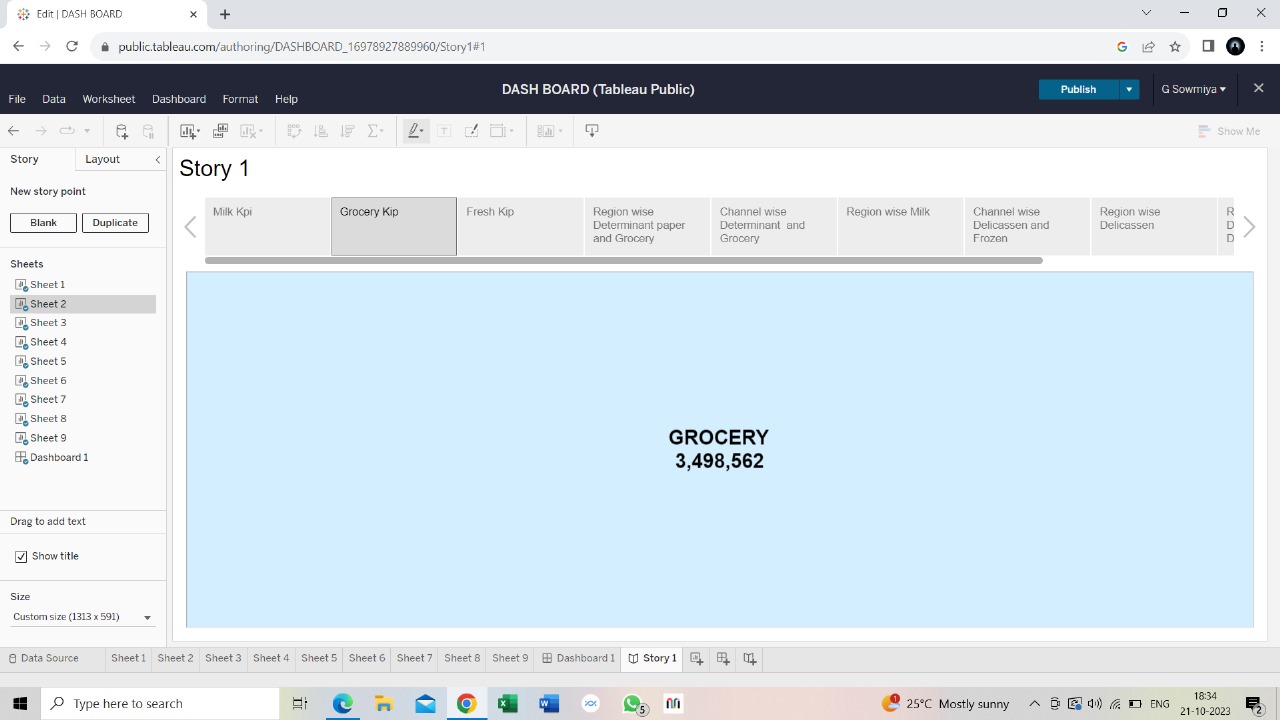 Edit | DASH BOARD
public.tableau.com/authoring/DASHBOARD_16978927889960/Story1#1
DASH BOARD (Tableau Public)
Publish
G Sowmiya
File Data Worksheet Dashboard Format Help
Show Me
Story Layout
Story 1
New story point
Blank Duplicate
Milk Kpi
Grocery Kip
Fresh Kip
Region wise
Determinant paper
and Grocery
Channel wise
Determinant and
Grocery
Region wise Milk
Channel wise
Delicassen and
Frozen
Region wise
Delicassen
R
D
D
Sheets
Sheet 1
Sheet 2
Sheet 3
Sheet 4
Sheet 5
Sheet 6
Sheet 7
Sheet 8
Sheet 9
Dashboard 1
GROCERY
3,498,562
Drag to add text
Show title
Size
Custom size (1313 x 591)
Data Source Sheet 1 Sheet 2 Sheet 3 Sheet 4 Sheet 5 Sheet 6 Sheet 7 Sheet 8 Sheet 9 Dashboard 1 Story 1
Type here to search
5
1
25°C Mostly sunny
ENG
18:34
21-10-2023
2